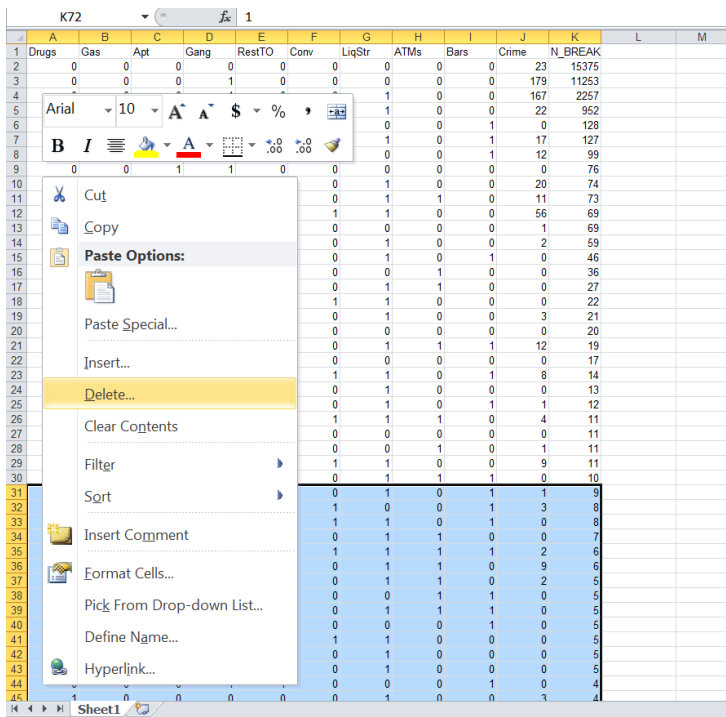 K72 fx 1
A B C D E F G H I J K L M
1 Drugs Gas Apt Gang RestTO Conv LiqStr ATMs Bars Crime N_BREAK
2 0 0 0 0 0 0 0 0 0 23 15375
3 0 0 0 1 0 0 0 0 0 179 11253
4 1 0 0 167 2257
5 1 0 0 22 952
6 0 0 1 0 128
7 1 0 1 17 127
8 0 0 1 12 99
9 0 0 1 1 0 0 0 0 0 0 76
10 0 1 0 0 20 74
11 0 1 1 0 11 73
12 1 1 0 0 56 69
13 0 0 0 0 1 69
14 0 1 0 0 2 59
15 0 1 0 1 0 46
16 0 0 1 0 0 36
17 0 1 1 0 0 27
18 1 1 0 0 0 22
19 0 1 0 0 3 21
20 0 0 0 0 0 20
21 0 1 1 1 12 19
22 0 0 0 0 0 17
23 1 1 0 1 8 14
24 0 1 0 0 0 13
25 0 1 0 1 1 12
26 1 1 1 0 4 11
27 0 0 0 0 0 11
28 0 0 1 0 1 11
29 1 1 0 0 9 11
30 0 1 1 1 0 10
31 0 1 0 1 1 9
32 1 0 0 1 3 8
33 1 1 0 1 0 8
34 0 1 1 0 0 7
35 1 1 1 1 2 6
36 0 1 1 0 9 6
37 0 1 1 0 2 5
38 0 0 1 1 0 5
39 0 1 1 1 0 5
40 0 0 0 1 0 5
41 1 1 0 0 0 5
42 0 1 0 0 0 5
43 0 1 0 0 0 5
44 0 0 0 1 0 4
45 1 0 0 0 0 0 1 0 0 3 4
Arial 10 A A $ % ,
B I A .0 .00 .00 .0
Cut
Copy
Paste Options:
Paste Special...
Insert...
Delete...
Clear Contents
Filter
Sort
Insert Comment
Format Cells...
Pick From Drop-down List...
Define Name...
Hyperlink...
Sheet1